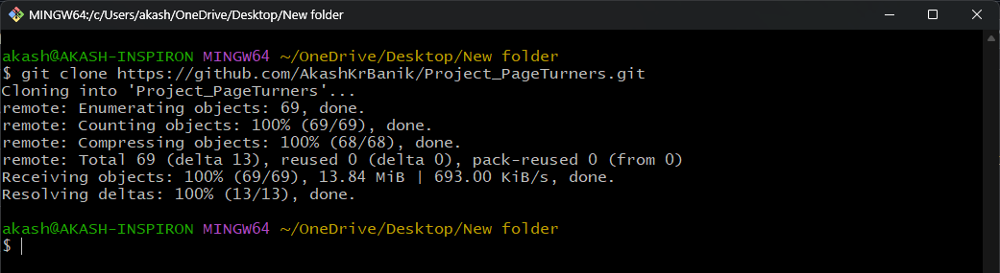 MINGW64:/c/Users/akash/OneDrive/Desktop/New folder
akash@AKASH-INSPIRON MINGW64 ~/OneDrive/Desktop/New folder
$ git clone https://github.com/AkashKrBanik/Project_PageTurners.git
Cloning into 'Project_PageTurners'...
remote: Enumerating objects: 69, done.
remote: Counting objects: 100% (69/69), done.
remote: Compressing objects: 100% (68/68), done.
remote: Total 69 (delta 13), reused 0 (delta 0), pack-reused 0 (from 0)
Receiving objects: 100% (69/69), 13.84 MiB | 693.00 KiB/s, done.
Resolving deltas: 100% (13/13), done.
akash@AKASH-INSPIRON MINGW64 ~/OneDrive/Desktop/New folder
$